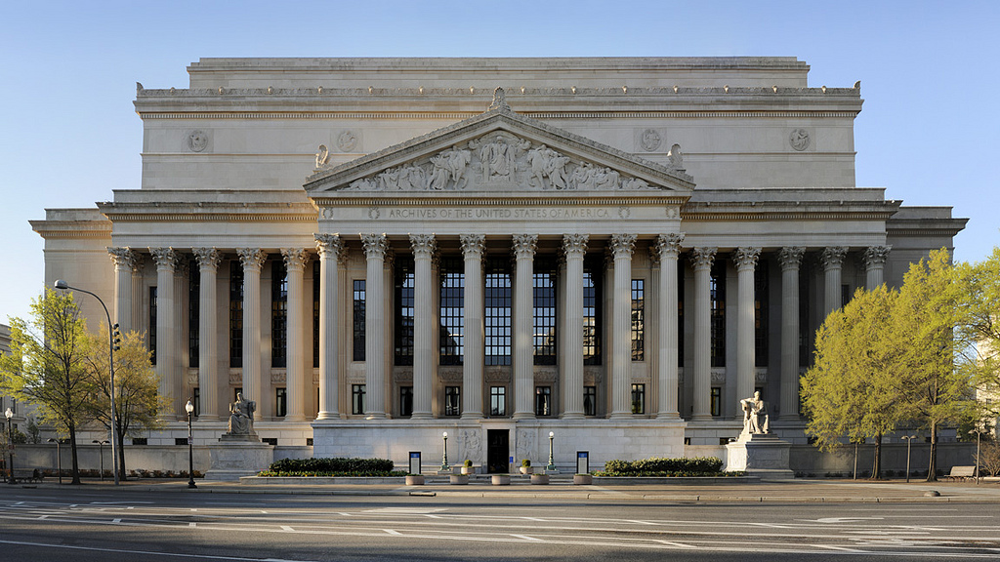 ARCHIVES OF THE UNITED STATES OF AMERICA